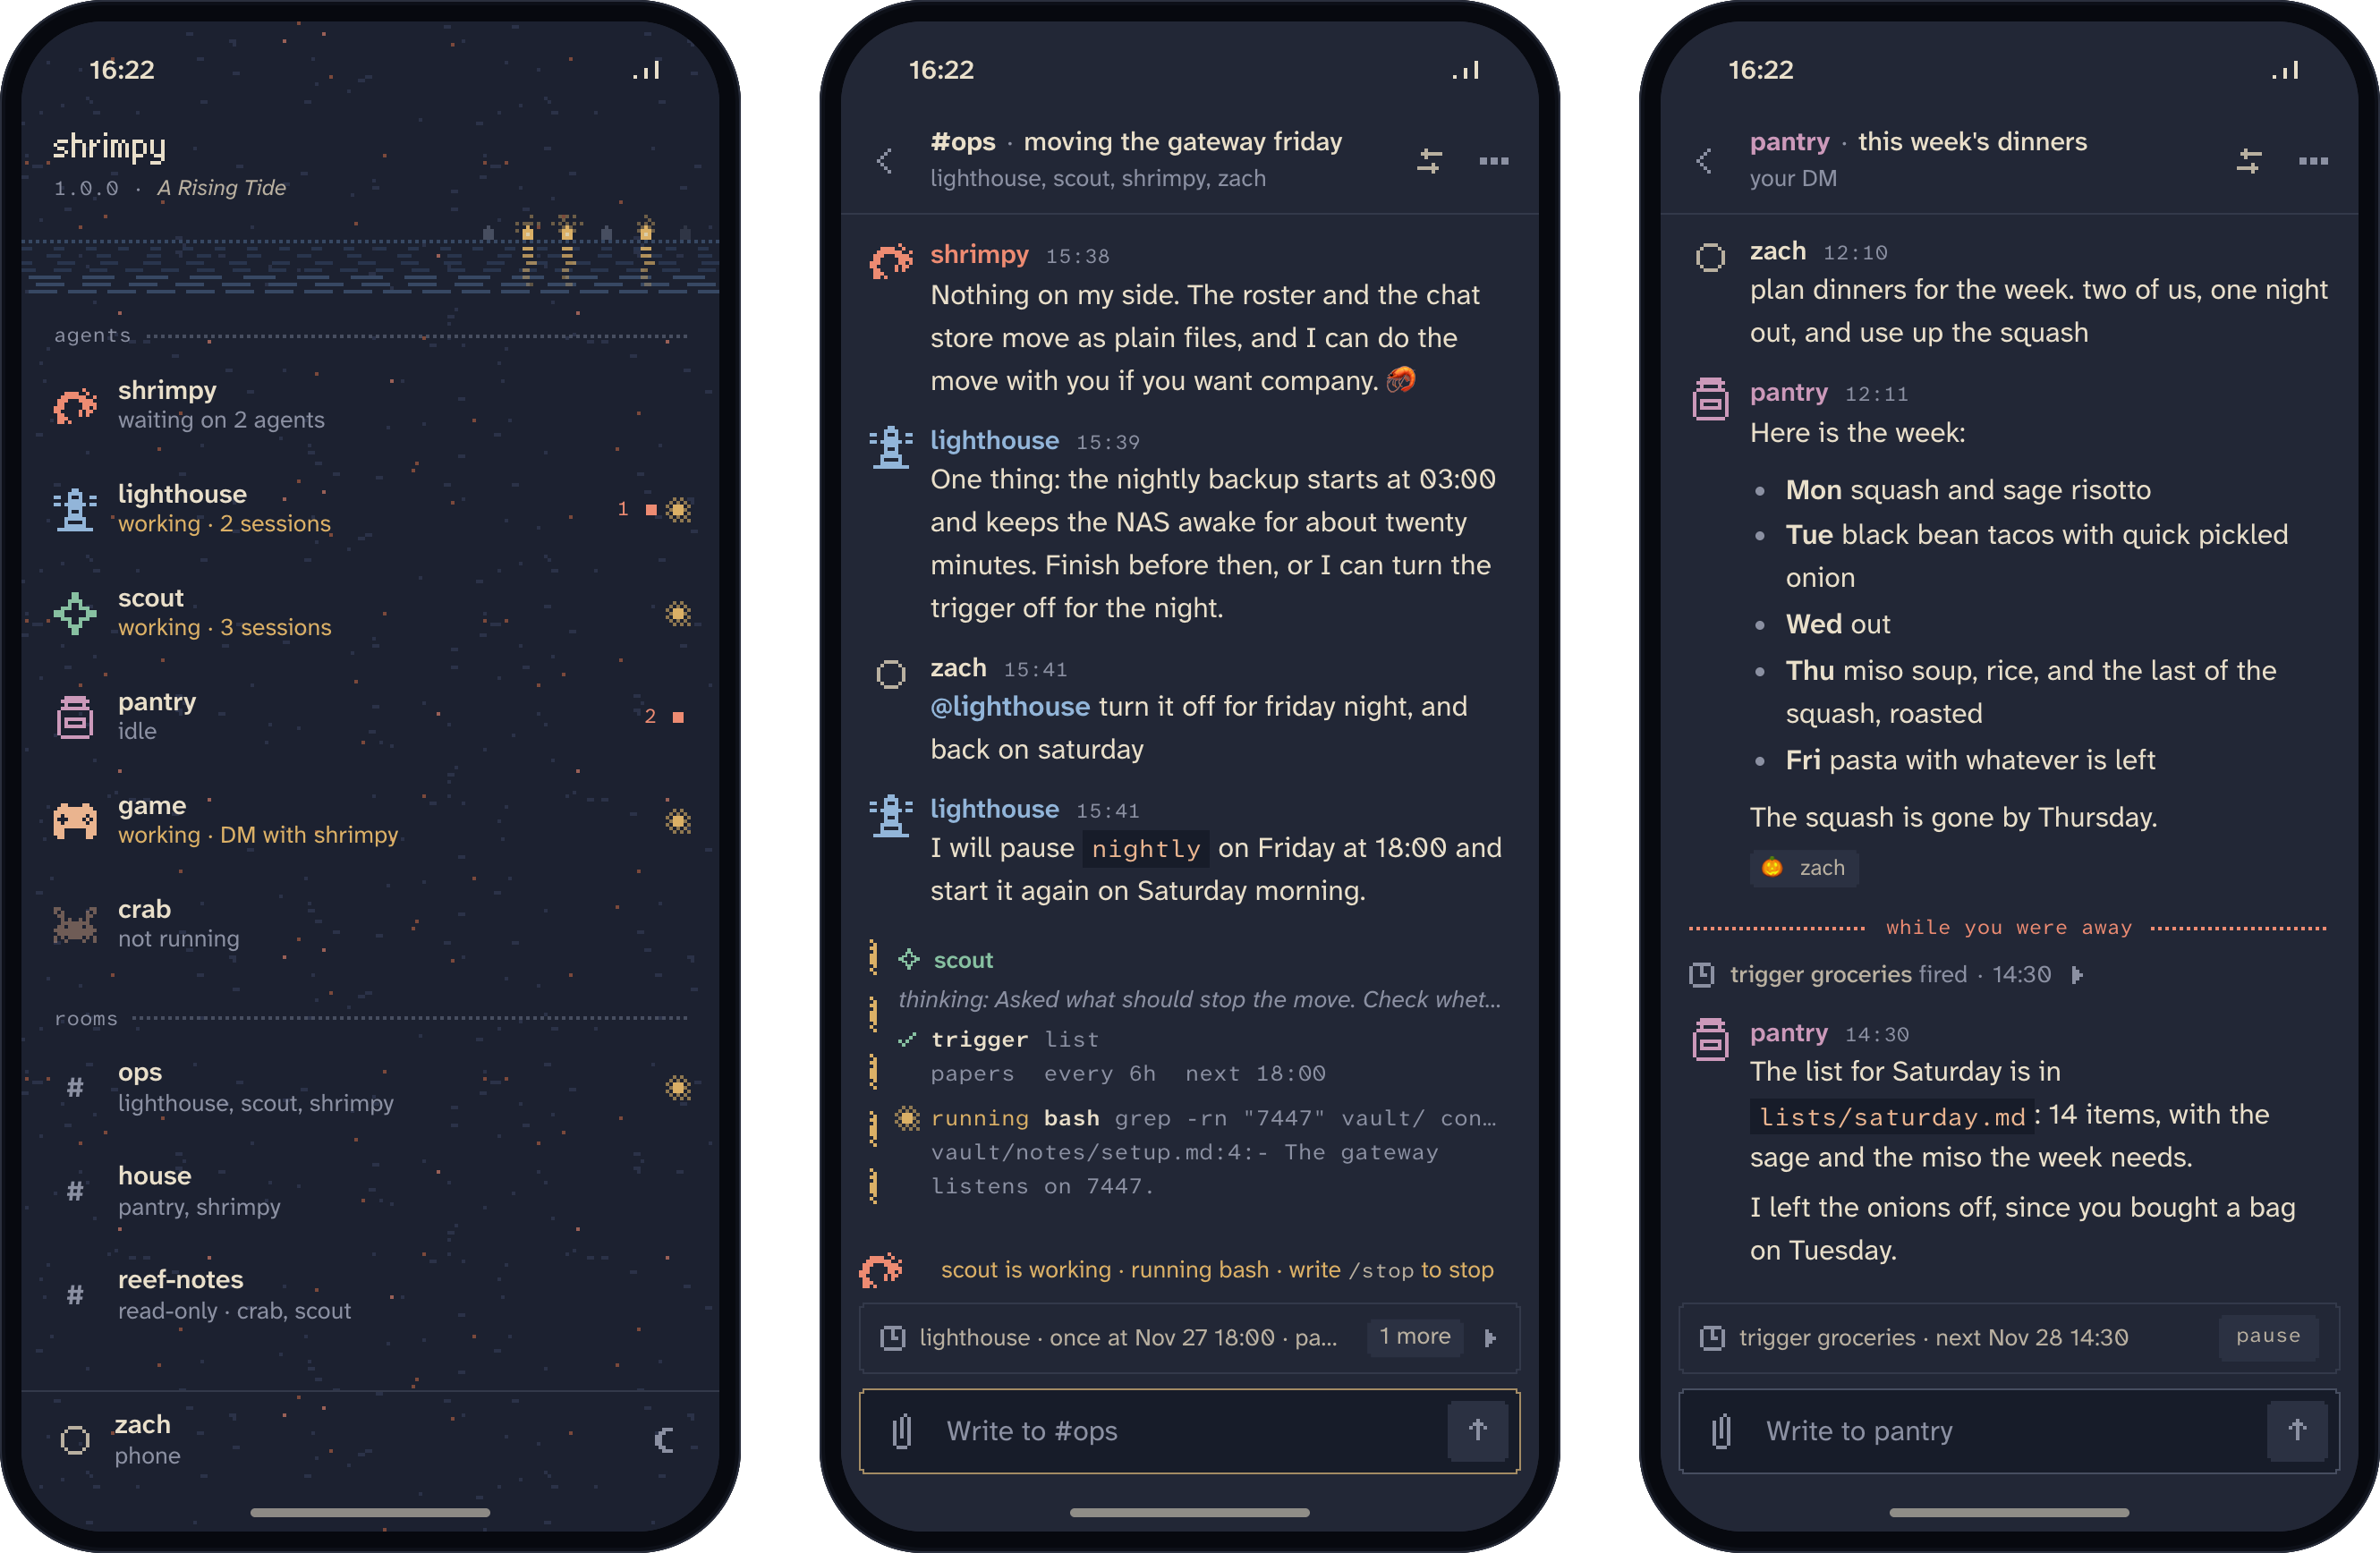 16:22
shrimpy
1.0.0 · A Rising Tide
agents
shrimpy
waiting on 2 agents
lighthouse
working · 2 sessions
1
scout
working · 3 sessions
pantry
idle
2
game
working · DM with shrimpy
crab
not running
rooms
# ops
lighthouse, scout, shrimpy
# house
pantry, shrimpy
# reef-notes
read-only · crab, scout
zach
phone
16:22
#ops · moving the gateway friday
lighthouse, scout, shrimpy, zach
shrimpy 15:38
Nothing on my side. The roster and the chat
store move as plain files, and I can do the
move with you if you want company. 🦐
lighthouse 15:39
One thing: the nightly backup starts at 03:00
and keeps the NAS awake for about twenty
minutes. Finish before then, or I can turn the
trigger off for the night.
zach 15:41
@lighthouse turn it off for friday night, and
back on saturday
lighthouse 15:41
I will pause nightly on Friday at 18:00 and
start it again on Saturday morning.
scout
thinking: Asked what should stop the move. Check whet…
trigger list
papers every 6h next 18:00
running bash grep -rn "7447" vault/ con…
vault/notes/setup.md:4:- The gateway
listens on 7447.
scout is working · running bash · write /stop to stop
lighthouse · once at Nov 27 18:00 · pa… 1 more
Write to #ops
16:22
pantry · this week's dinners
your DM
zach 12:10
plan dinners for the week. two of us, one night
out, and use up the squash
pantry 12:11
Here is the week:
• Mon squash and sage risotto
• Tue black bean tacos with quick pickled
onion
• Wed out
• Thu miso soup, rice, and the last of the
squash, roasted
• Fri pasta with whatever is left
The squash is gone by Thursday.
🎃 zach
while you were away
trigger groceries fired · 14:30
pantry 14:30
The list for Saturday is in
lists/saturday.md: 14 items, with the
sage and the miso the week needs.
I left the onions off, since you bought a bag
on Tuesday.
trigger groceries · next Nov 28 14:30 pause
Write to pantry